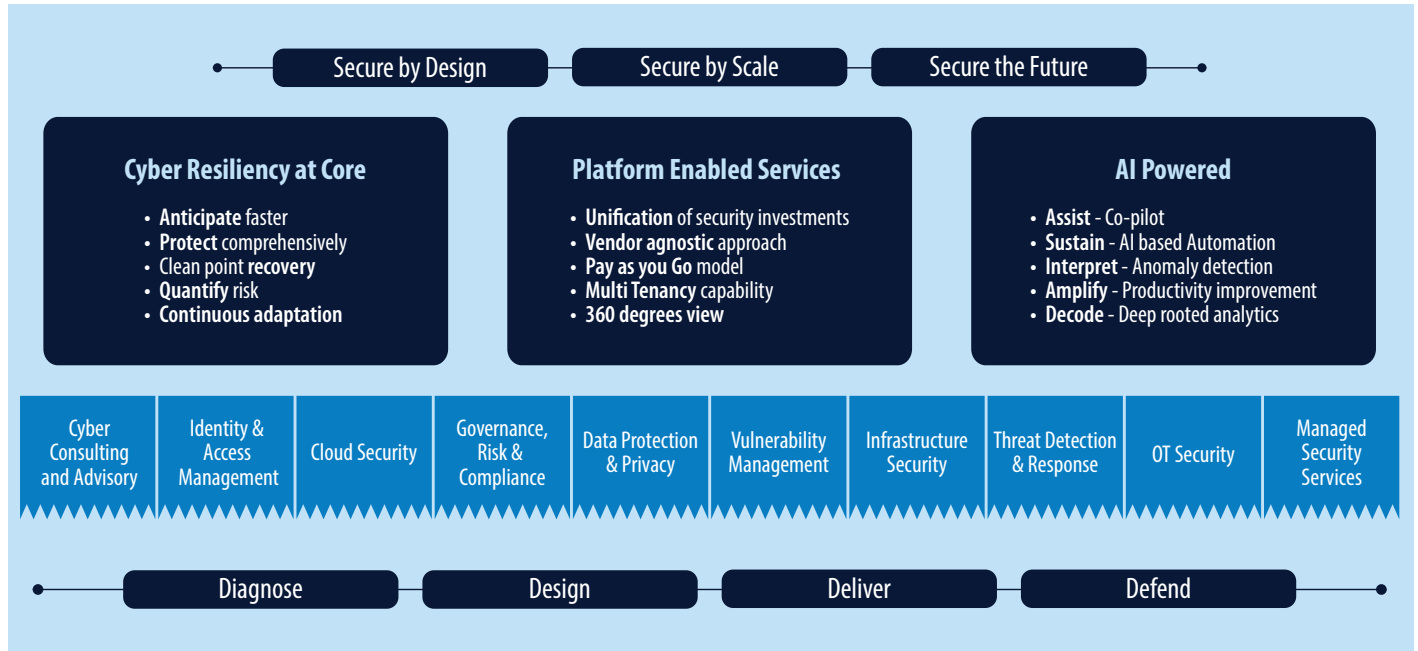 Secure by Design
Secure by Scale
Secure the Future
Cyber Resiliency at Core
• Anticipate faster
• Protect comprehensively
• Clean point recovery
• Quantify risk
• Continuous adaptation
Platform Enabled Services
• Unification of security investments
• Vendor agnostic approach
• Pay as you Go model
• Multi Tenancy capability
• 360 degrees view
AI Powered
• Assist - Co-pilot
• Sustain - AI based Automation
• Interpret - Anomaly detection
• Amplify - Productivity improvement
• Decode - Deep rooted analytics
Cyber
Consulting
and Advisory
Identity &
Access
Management
Cloud Security
Governance,
Risk &
Compliance
Data Protection
& Privacy
Vulnerability
Management
Infrastructure
Security
Threat Detection
& Response
OT Security
Managed
Security
Services
Diagnose
Design
Deliver
Defend